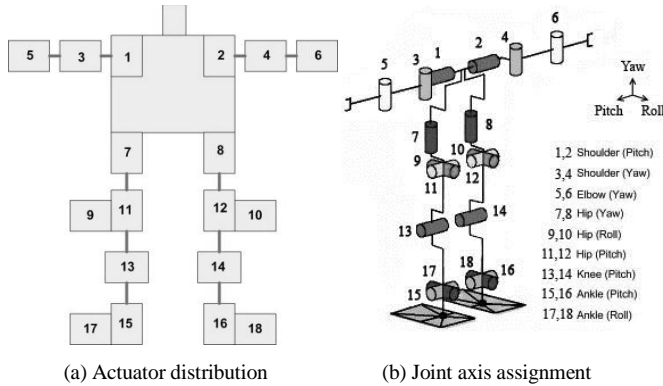 5 3 1 2 4 6
7 8
9 11 12 10
13 14
17 15 16 18
(a) Actuator distribution
6
4
2
1
3
5
Yaw
Pitch Roll
7
8
9
10
11
12
13
14
15
17
18
16
1,2 Shoulder (Pitch)
3,4 Shoulder (Yaw)
5,6 Elbow (Yaw)
7,8 Hip (Yaw)
9,10 Hip (Roll)
11,12 Hip (Pitch)
13,14 Knee (Pitch)
15,16 Ankle (Pitch)
17,18 Ankle (Roll)
(b) Joint axis assignment